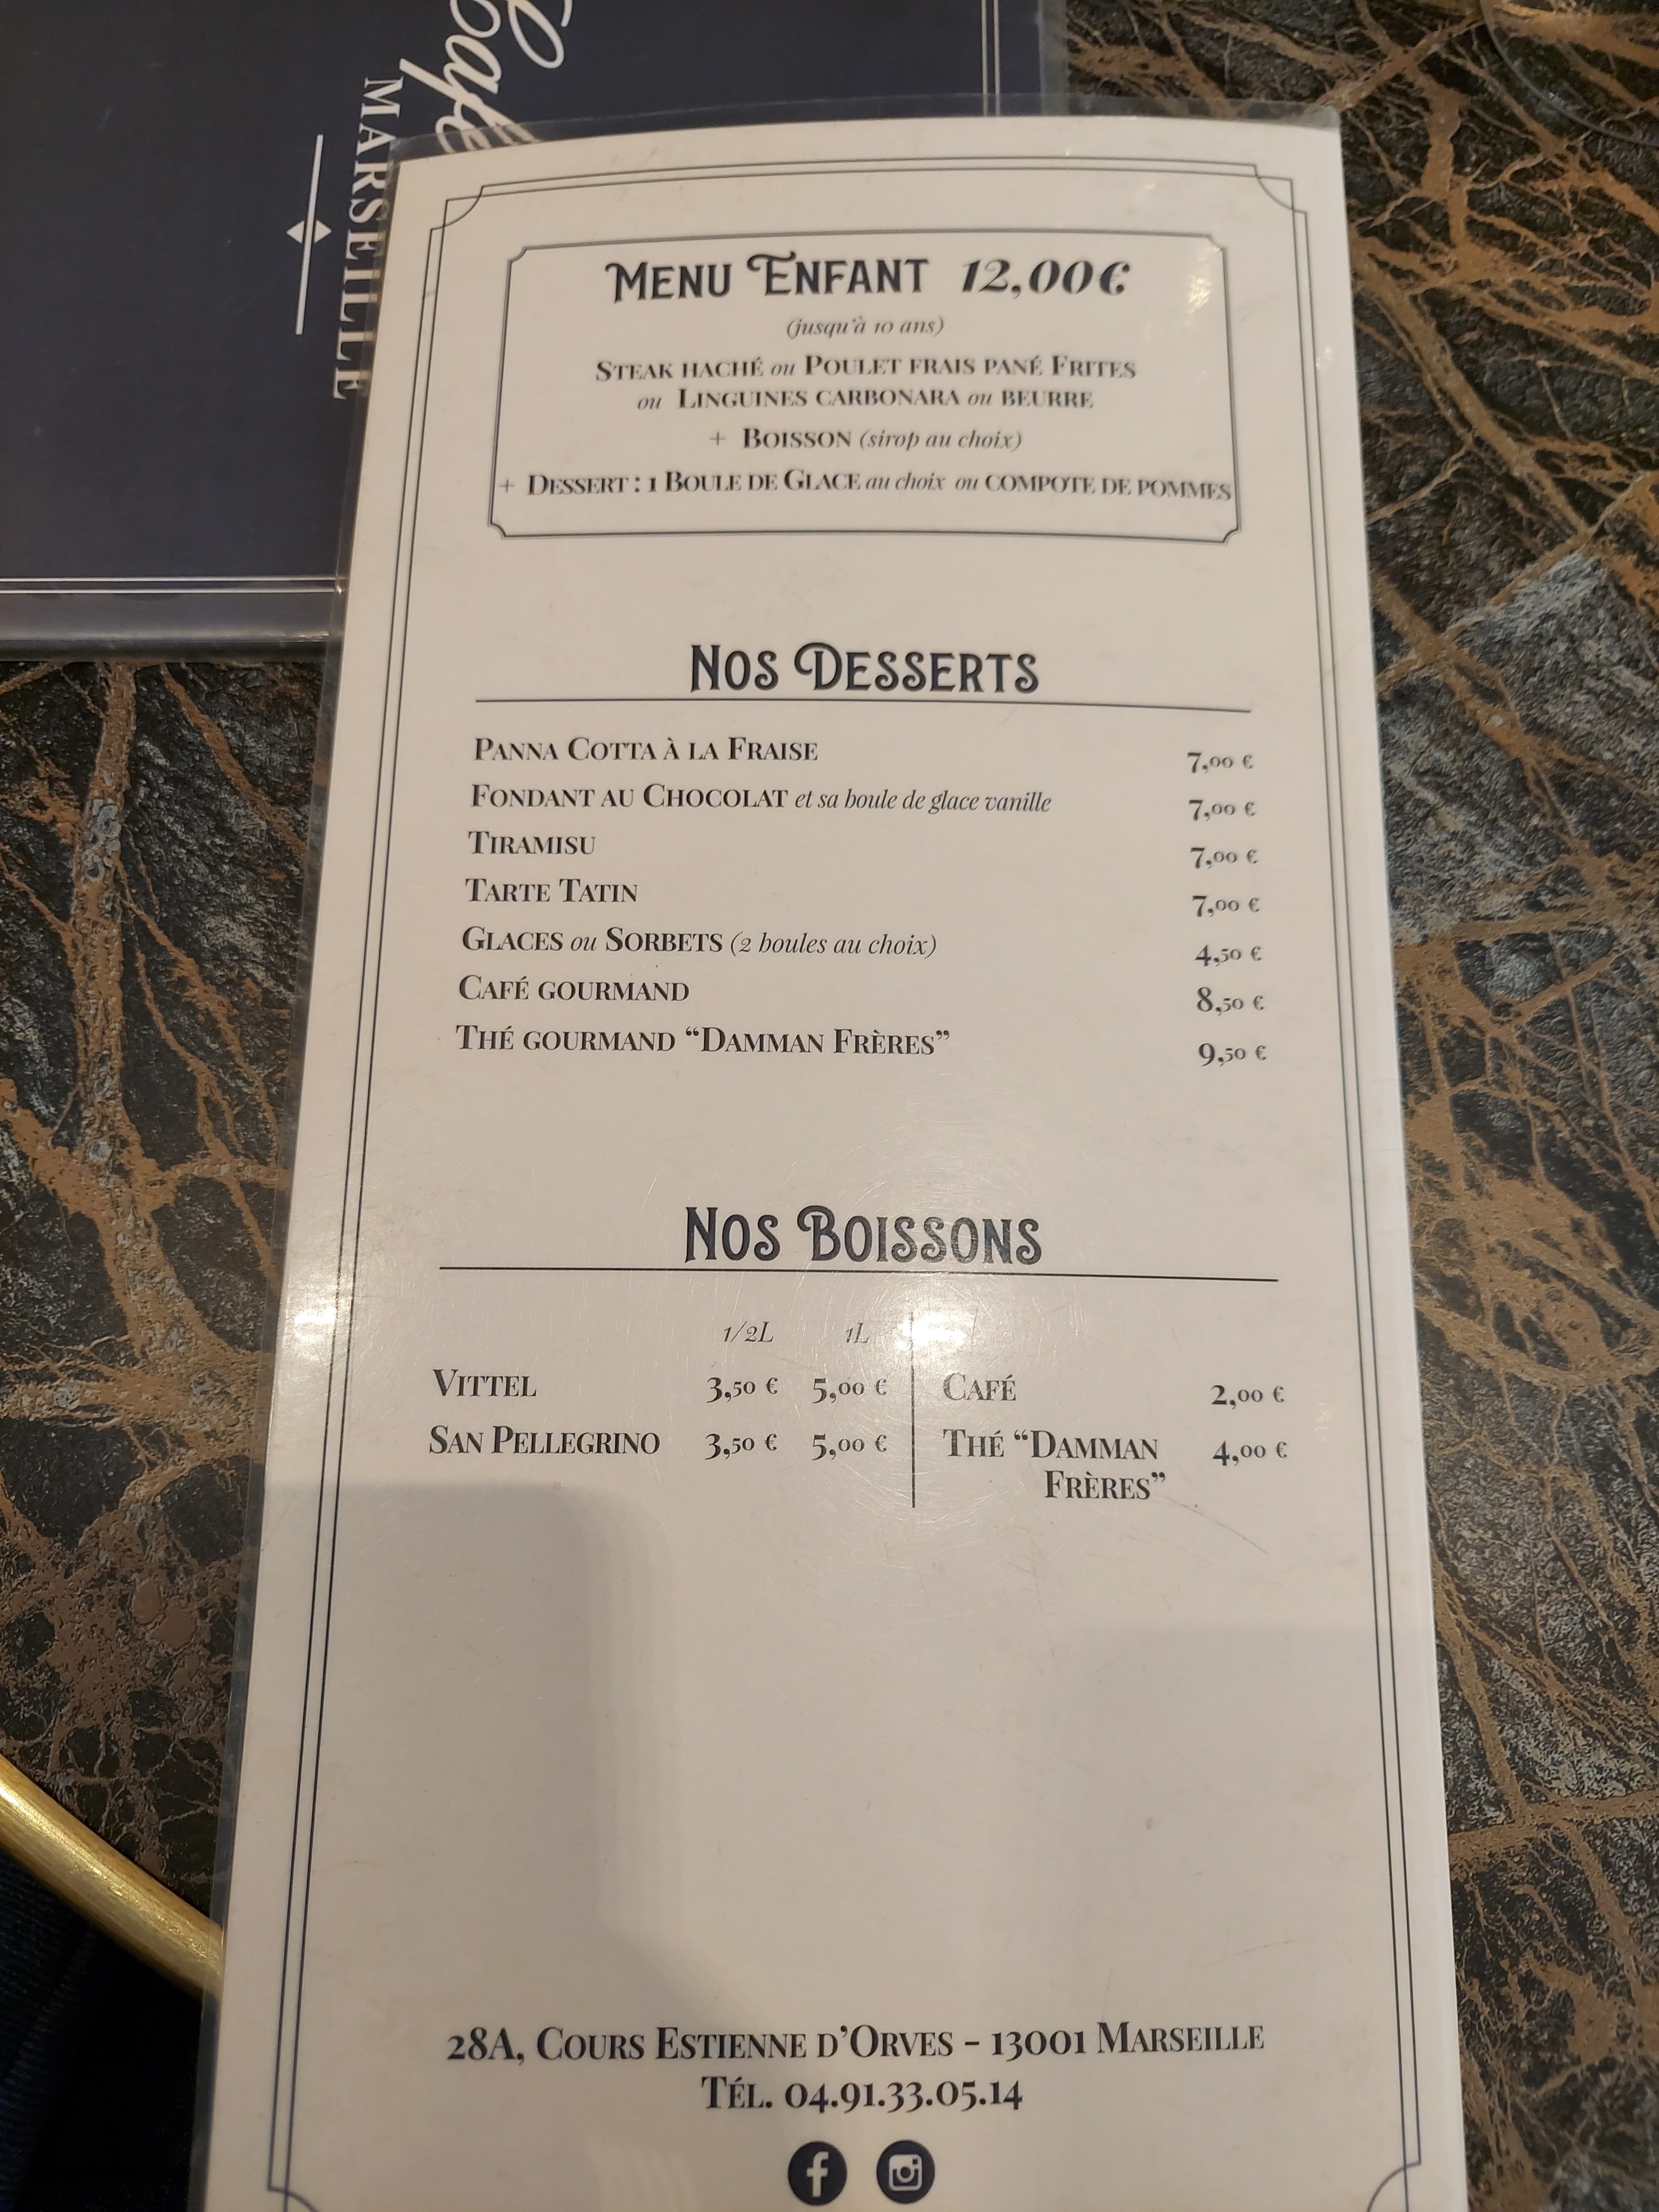 Café
MARSEILLE
MENU ENFANT 12,00€
(jusqu'à 10 ans)
STEAK HACHÉ ou POULET FRAIS PANÉ FRITES
ou LINGUINES CARBONARA ou BEURRE
+ BOISSON (sirop au choix)
+ DESSERT : 1 BOULE DE GLACE au choix ou COMPOTE DE POMMES
NOS DESSERTS
PANNA COTTA À LA FRAISE 7,00 €
FONDANT AU CHOCOLAT et sa boule de glace vanille 7,00 €
TIRAMISU 7,00 €
TARTE TATIN 7,00 €
GLACES ou SORBETS (2 boules au choix) 4,50 €
CAFÉ GOURMAND 8,50 €
THÉ GOURMAND “DAMMAN FRÈRES” 9,50 €
NOS BOISSONS
1/2L 1L
VITTEL 3,50 € 5,00 €
SAN PELLEGRINO 3,50 € 5,00 €
CAFÉ 2,00 €
THÉ “DAMMAN 4,00 €
FRÈRES”
28A, COURS ESTIENNE D'ORVES - 13001 MARSEILLE
TÉL. 04.91.33.05.14